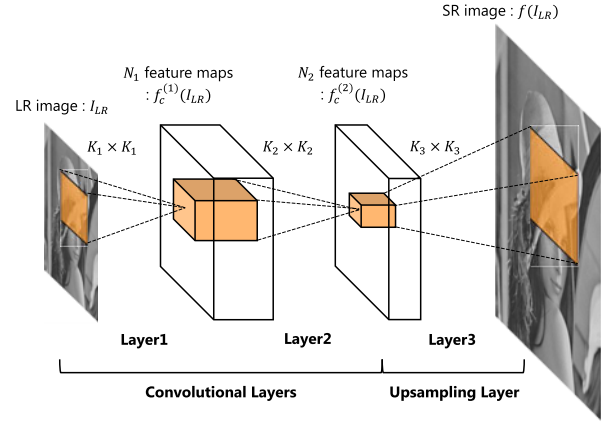 SR image : f(I_LR)
N_1 feature maps
: f_c^(1)(I_LR)
N_2 feature maps
: f_c^(2)(I_LR)
LR image : I_LR
K_1 × K_1
K_2 × K_2
K_3 × K_3
Layer1
Layer2
Layer3
Convolutional Layers
Upsampling Layer